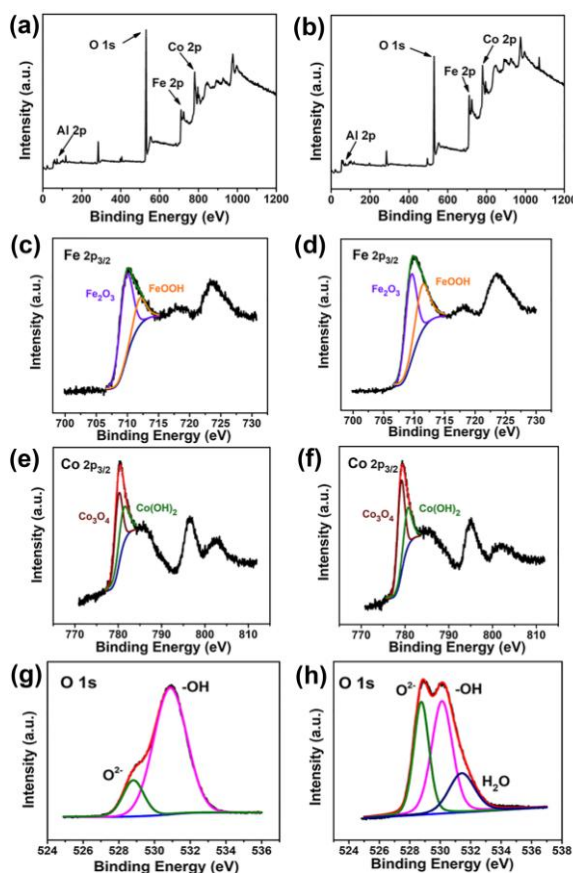 (a)
O 1s
Co 2p
Fe 2p
Al 2p
Intensity (a.u.)
0 200 400 600 800 1000 1200
Binding Energy (eV)
(b)
O 1s
Co 2p
Fe 2p
Al 2p
Intensity (a.u.)
0 200 400 600 800 1000 1200
Binding Eneryg (eV)
(c)
Fe 2p3/2
Fe2O3
FeOOH
Intensity (a.u.)
700 705 710 715 720 725 730
Binding Energy (eV)
(d)
Fe 2p3/2
Fe2O3
FeOOH
Intensity (a.u.)
700 705 710 715 720 725 730
Binding Energy (eV)
(e)
Co 2p3/2
Co3O4
Co(OH)2
Intensity (a.u.)
770 780 790 800 810
Binding Energy (eV)
(f)
Co 2p3/2
Co3O4
Co(OH)2
Intensity (a.u.)
770 780 790 800 810
Binding Energy (eV)
(g)
O 1s
-OH
O2-
Intensity (a.u.)
524 526 528 530 532 534 536
Binding Energy (eV)
(h)
O 1s
O2-
-OH
H2O
Intensity (a.u.)
524 526 528 530 532 534 536 538
Binding Energy (eV)